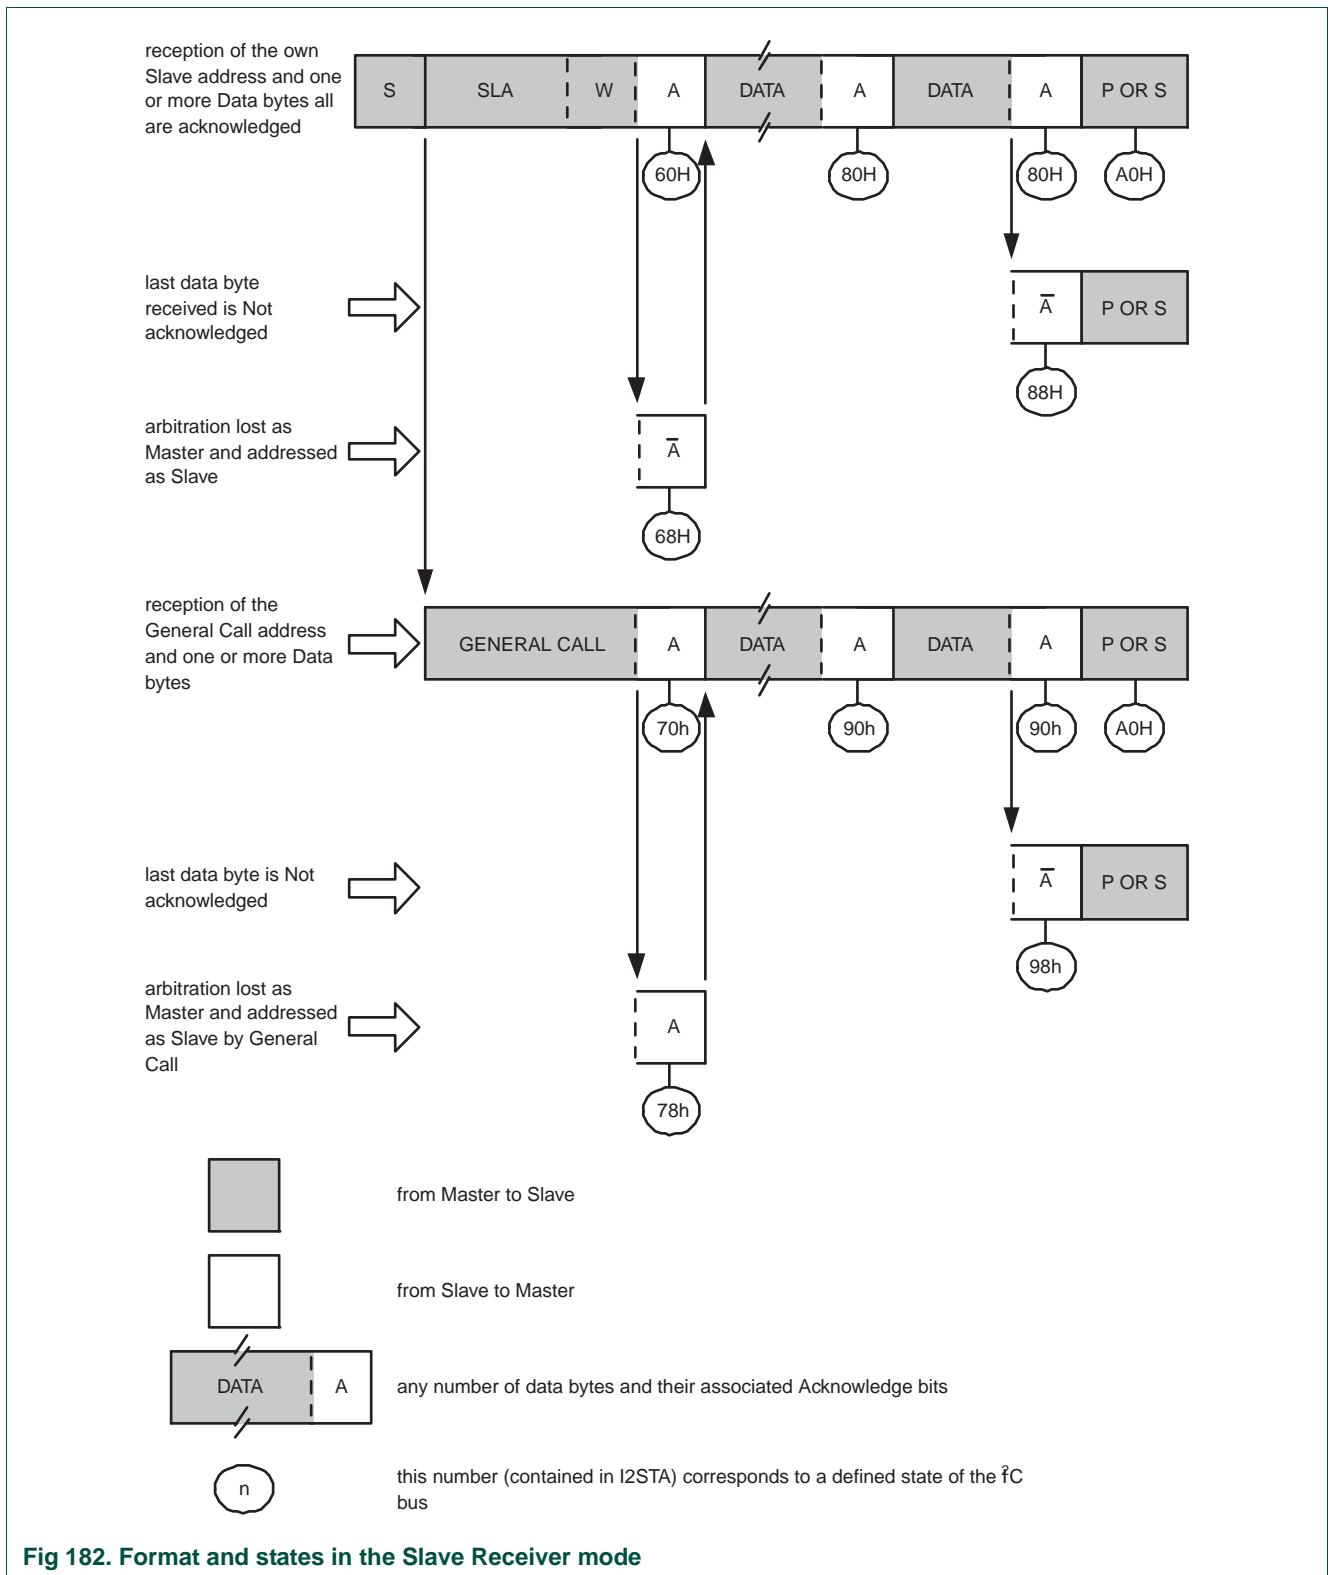 reception of the own
Slave address and one
or more Data bytes all
are acknowledged
S SLA W A DATA A DATA A P OR S
60H 80H 80H A0H
last data byte
received is Not
acknowledged
A̅ P OR S
88H
arbitration lost as
Master and addressed
as Slave
A̅
68H
reception of the
General Call address
and one or more Data
bytes
GENERAL CALL A DATA A DATA A P OR S
70h 90h 90h A0H
last data byte is Not
acknowledged
A̅ P OR S
98h
arbitration lost as
Master and addressed
as Slave by General
Call
A
78h
from Master to Slave
from Slave to Master
DATA A any number of data bytes and their associated Acknowledge bits
n this number (contained in I2STA) corresponds to a defined state of the I²C
bus
Fig 182. Format and states in the Slave Receiver mode